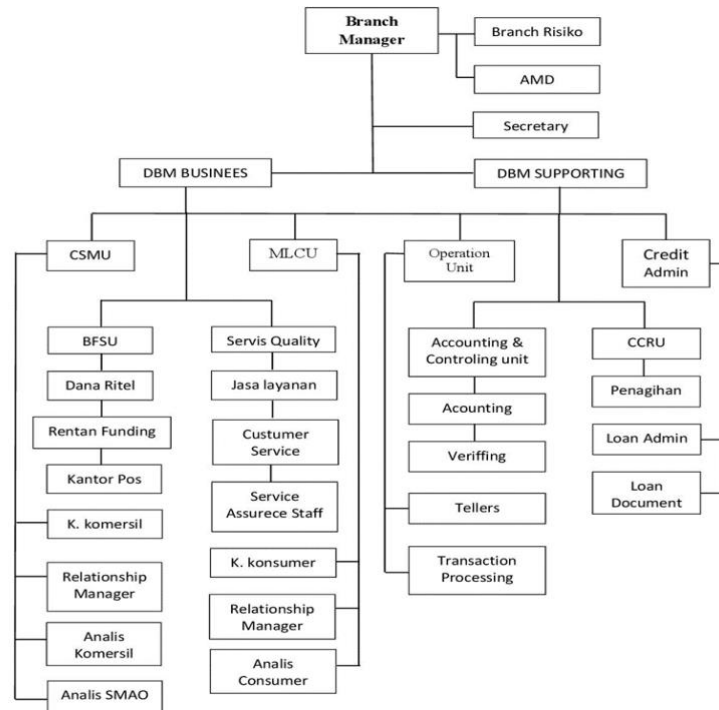 Branch
Manager
Branch Risiko
AMD
Secretary
DBM BUSINEES
DBM SUPPORTING
CSMU
MLCU
Operation
Unit
Credit
Admin
BFSU
Servis Quality
Accounting &
Controling unit
CCRU
Dana Ritel
Jasa layanan
Acounting
Penagihan
Rentan Funding
Custumer
Service
Veriffing
Loan Admin
Kantor Pos
Service
Assurece Staff
Tellers
Loan
Document
K. komersil
K. konsumer
Transaction
Processing
Relationship
Manager
Relationship
Manager
Analis
Komersil
Analis
Consumer
Analis SMAO